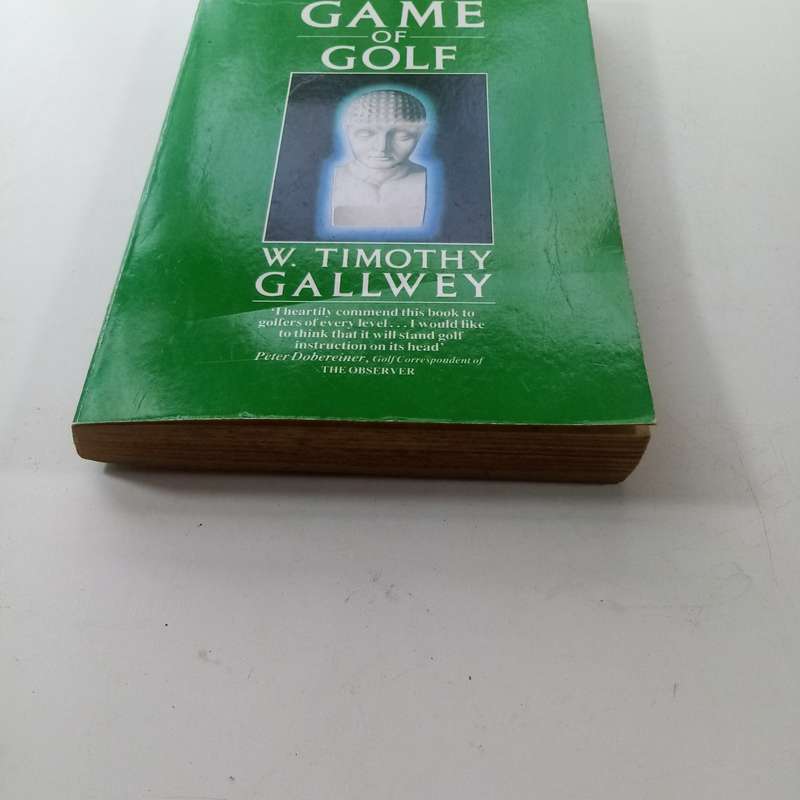 GAME
OF
GOLF
W. TIMOTHY
GALLWEY
'I heartily commend this book to
golfers of every level . . . I would like
to think that it will stand golf
instruction on its head'
Peter Dobereiner, Golf Correspondent of
THE OBSERVER